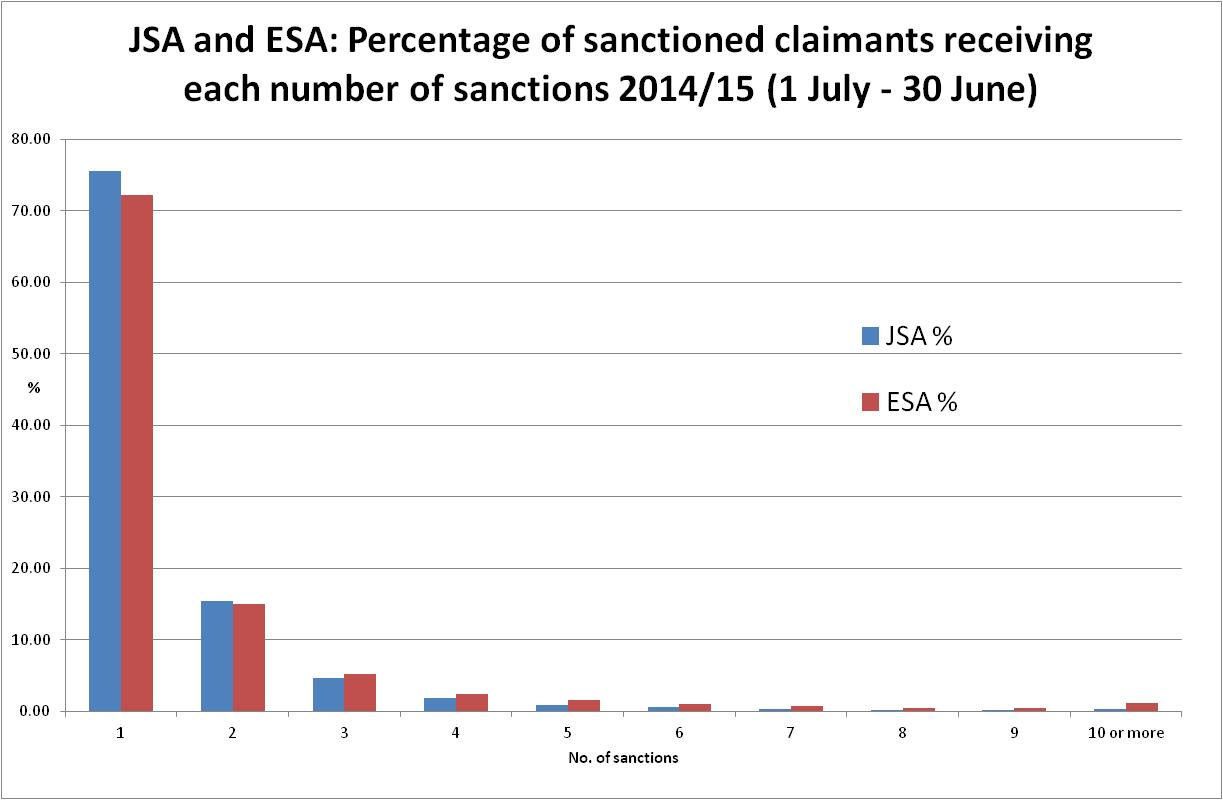 JSA and ESA: Percentage of sanctioned claimants receiving
each number of sanctions 2014/15 (1 July - 30 June)
80.00
70.00
60.00
50.00
%
40.00
30.00
20.00
10.00
0.00
JSA %
ESA %
1 2 3 4 5 6 7 8 9 10 or more
No. of sanctions